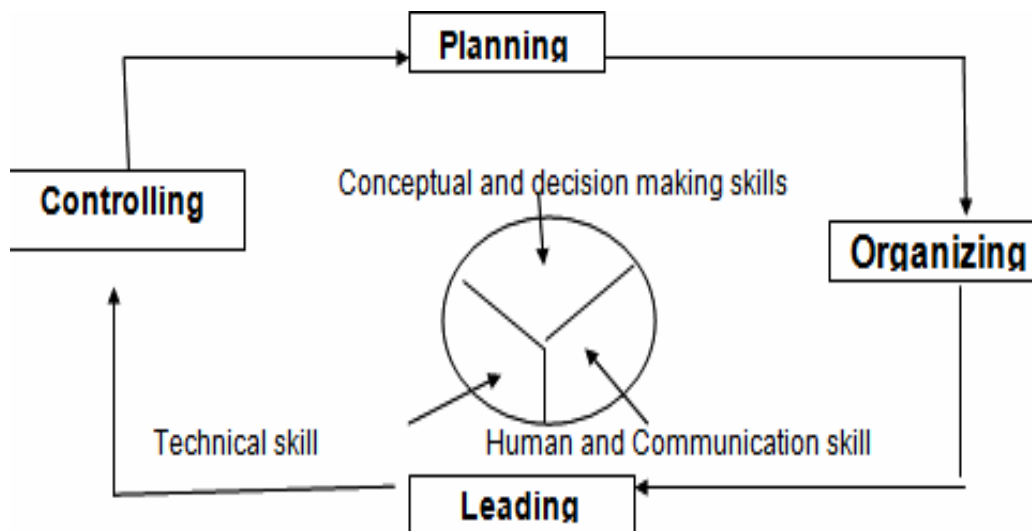 Planning
Conceptual and decision making skills
Controlling
Organizing
Technical skill
Human and Communication skill
Leading